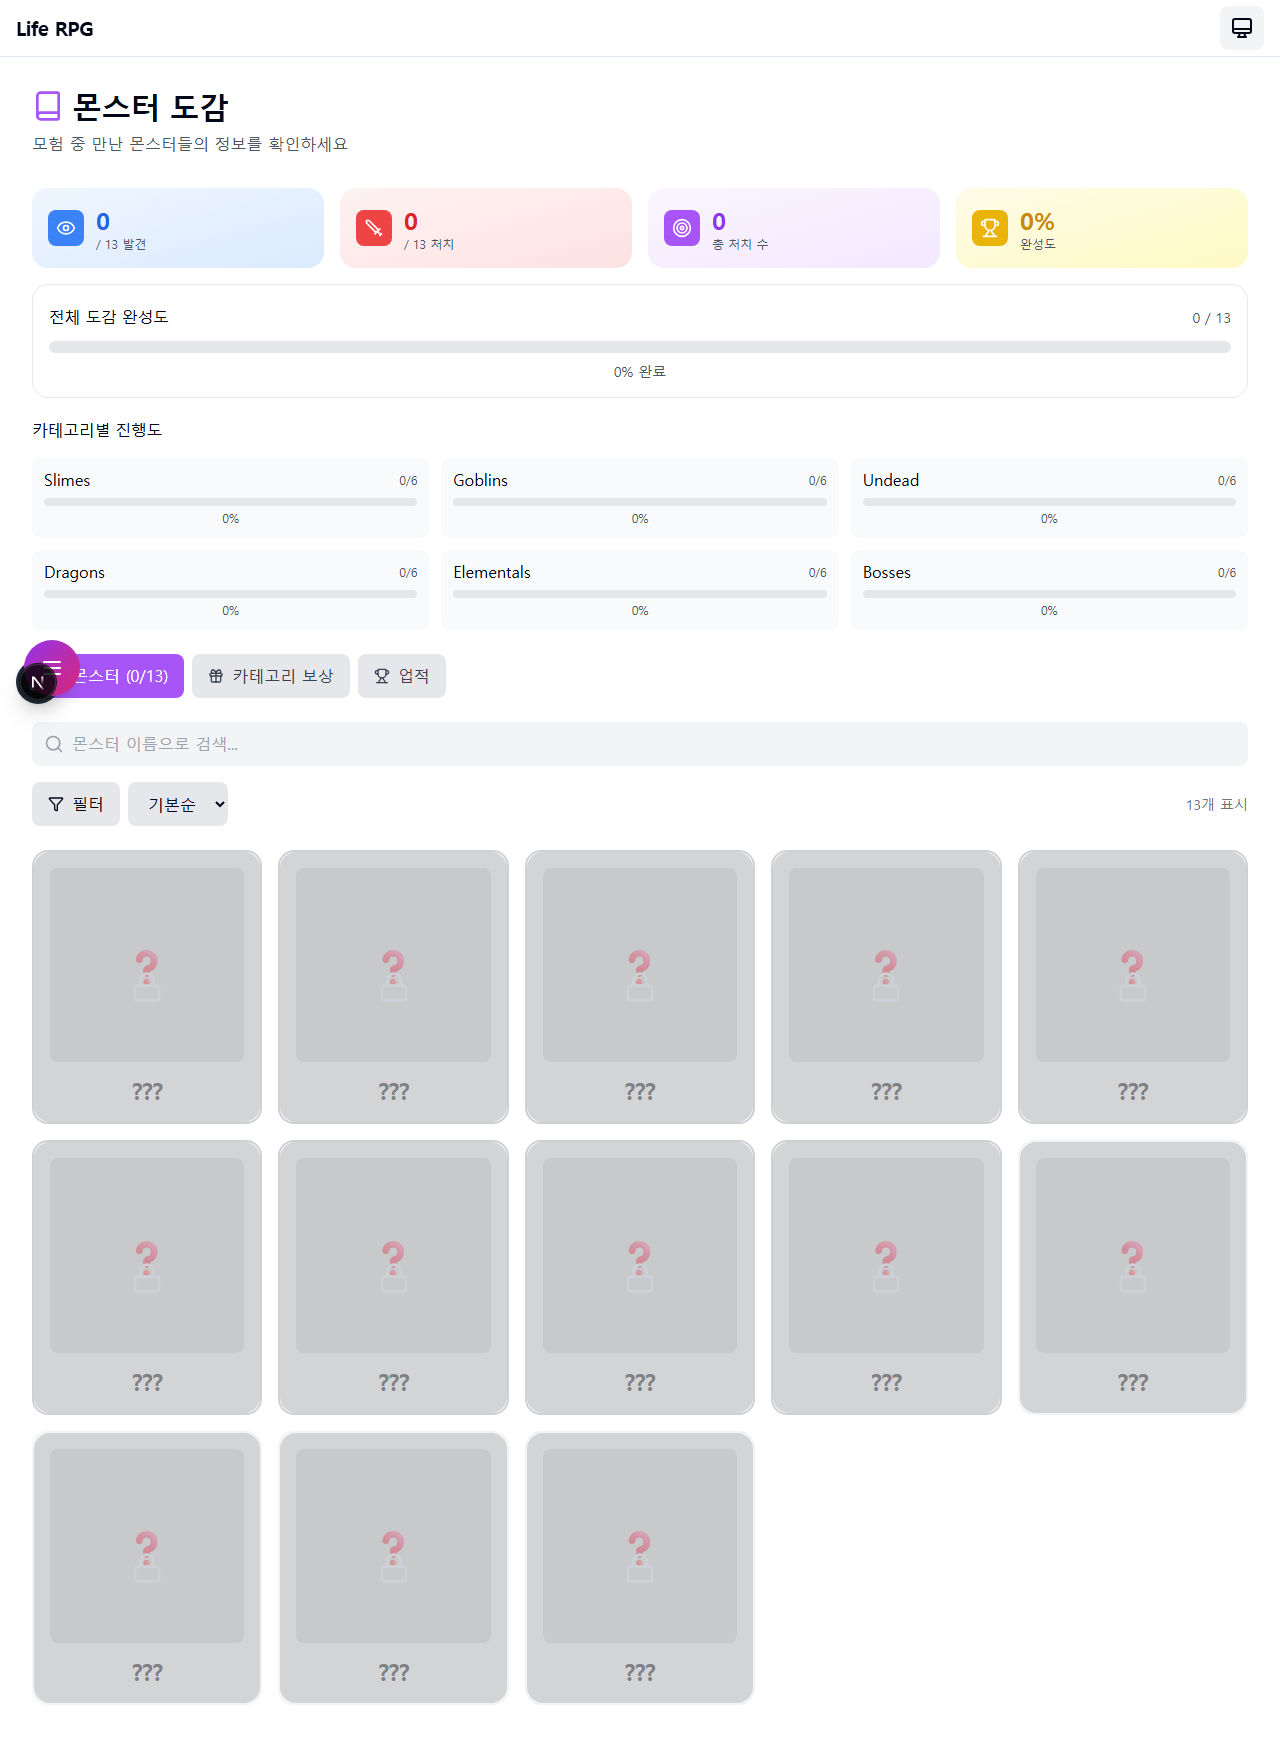 Life RPG
몬스터 도감
모험 중 만난 몬스터들의 정보를 확인하세요
0
/ 13 발견
0
/ 13 처치
0
총 처치 수
0%
완성도
전체 도감 완성도
0 / 13
0% 완료
카테고리별 진행도
Slimes
0/6
0%
Goblins
0/6
0%
Undead
0/6
0%
Dragons
0/6
0%
Elementals
0/6
0%
Bosses
0/6
0%
N
몬스터 (0/13)
카테고리 보상
업적
몬스터 이름으로 검색...
필터
기본순
13개 표시
?
???
?
???
?
???
?
???
?
???
?
???
?
???
?
???
?
???
?
???
?
???
?
???
?
???